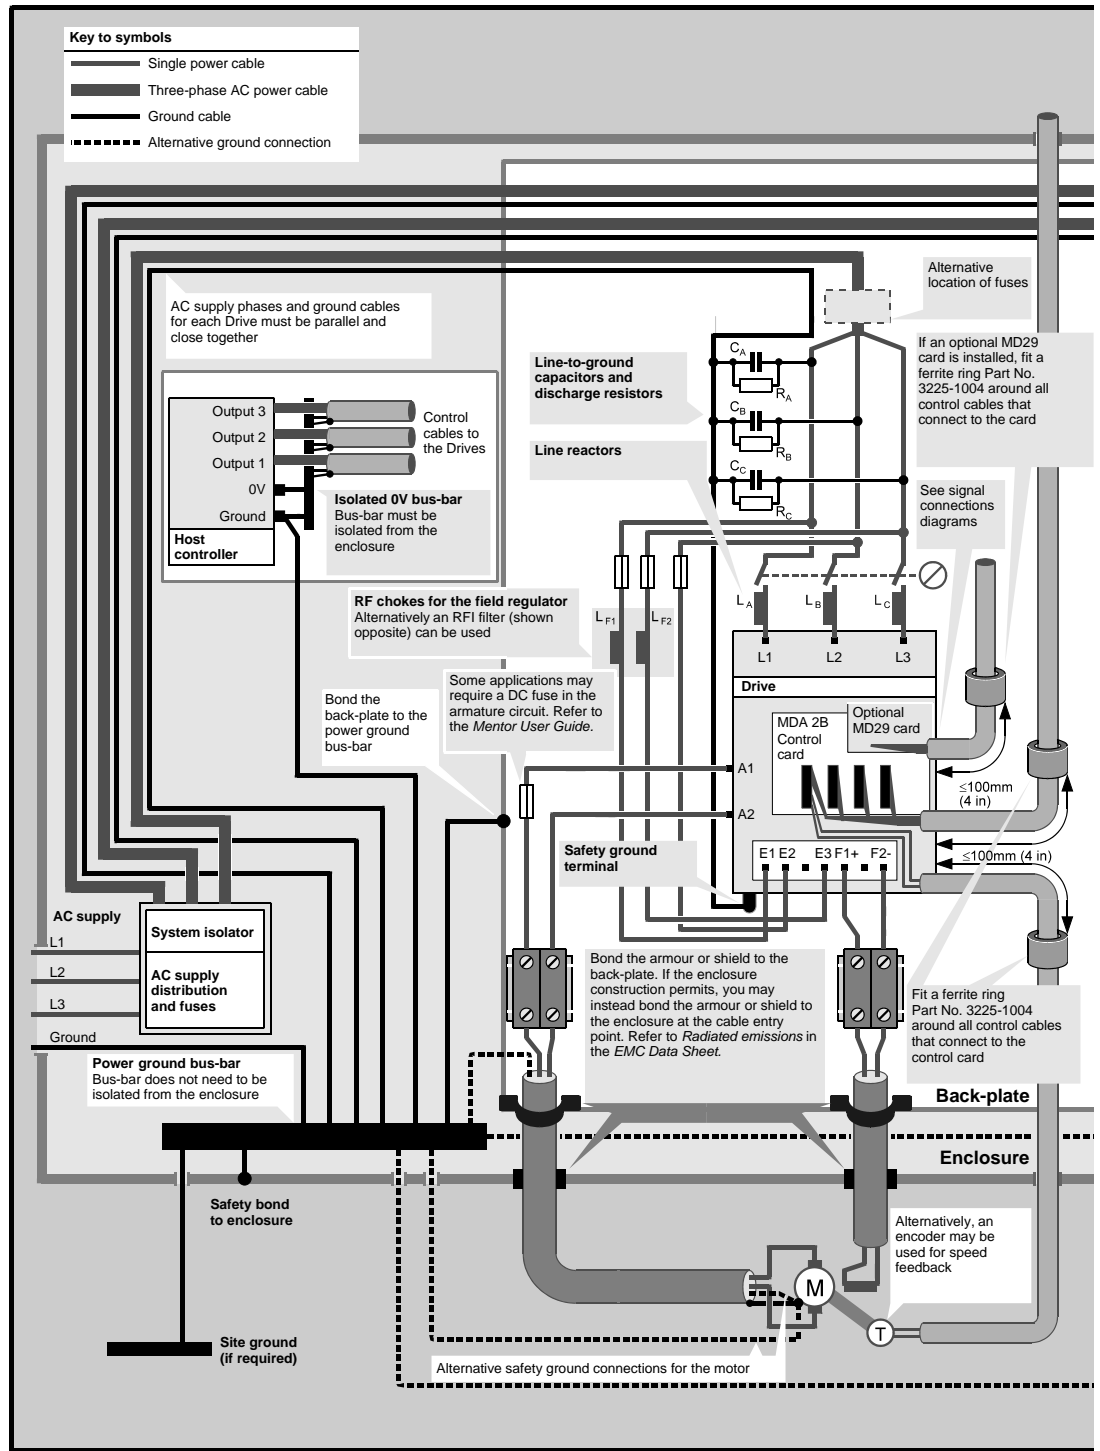 Key to symbols
Single power cable
Three-phase AC power cable
Ground cable
Alternative ground connection
AC supply phases and ground cables
for each Drive must be parallel and
close together
Alternative
location of fuses
If an optional MD29
card is installed, fit a
ferrite ring Part No.
3225-1004 around all
control cables that
connect to the card
Line-to-ground
capacitors and
discharge resistors
Line reactors
CA
RA
CB
RB
CC
RC
Output 3
Output 2
Output 1
0V
Ground
Host
controller
Control
cables to
the Drives
Isolated 0V bus-bar
Bus-bar must be
isolated from the
enclosure
See signal
connections
diagrams
RF chokes for the field regulator
Alternatively an RFI filter (shown
opposite) can be used
LF1
LF2
LA
LB
LC
L1
L2
L3
Drive
Some applications may
require a DC fuse in the
armature circuit. Refer to
the Mentor User Guide.
Bond the
back-plate to the
power ground
bus-bar
MDA 2B
Control
card
Optional
MD29 card
A1
A2
≤100mm
(4 in)
≤100mm (4 in)
Safety ground
terminal
E1 E2 E3 F1+ F2-
AC supply
L1
L2
L3
Ground
System isolator
AC supply
distribution
and fuses
Bond the armour or shield to the
back-plate. If the enclosure
construction permits, you may
instead bond the armour or shield to
the enclosure at the cable entry
point. Refer to Radiated emissions in
the EMC Data Sheet.
Fit a ferrite ring
Part No. 3225-1004
around all control cables
that connect to the
control card
Power ground bus-bar
Bus-bar does not need to be
isolated from the enclosure
Back-plate
Enclosure
Safety bond
to enclosure
Alternatively, an
encoder may be
used for speed
feedback
M
T
Site ground
(if required)
Alternative safety ground connections for the motor